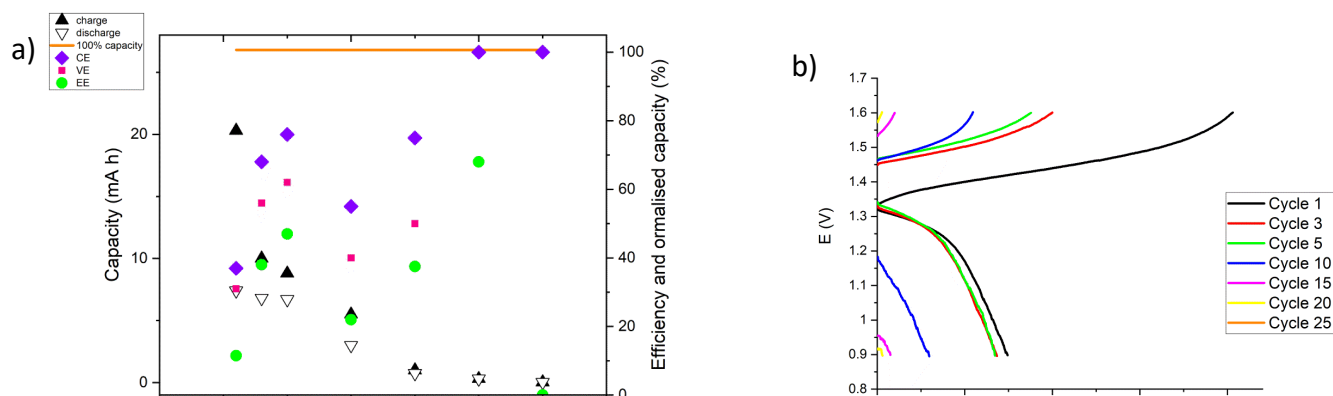 a)
charge
discharge
100% capacity
CE
VE
EE
Capacity (mA h)
20
10
0
Efficiency and ormalised capacity (%)
100
80
60
40
20
0
b)
E (V)
1.7
1.6
1.5
1.4
1.3
1.2
1.1
1
0.9
0.8
Cycle 1
Cycle 3
Cycle 5
Cycle 10
Cycle 15
Cycle 20
Cycle 25